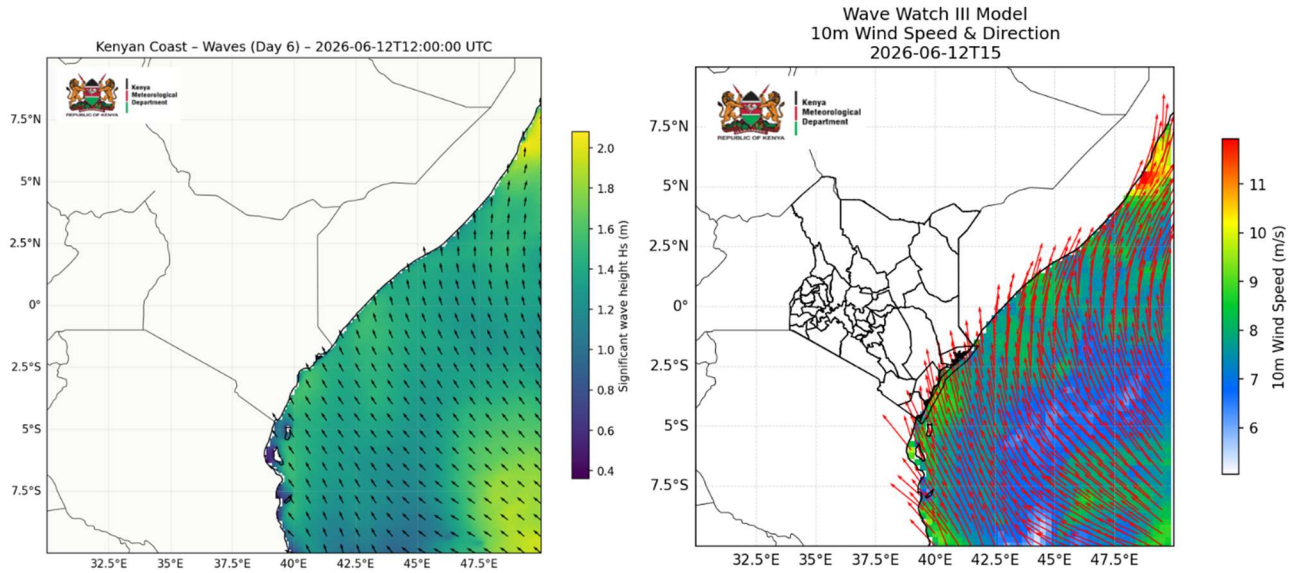 Kenyan Coast – Waves (Day 6) – 2026-06-12T12:00:00 UTC
Kenya
Meteorological
Department
REPUBLIC OF KENYA
7.5°N
5°N
2.5°N
0°
2.5°S
5°S
7.5°S
32.5°E 35°E 37.5°E 40°E 42.5°E 45°E 47.5°E
2.0
1.8
1.6
1.4
1.2
1.0
0.8
0.6
0.4
Significant wave height Hs (m)
Wave Watch III Model
10m Wind Speed & Direction
2026-06-12T15
Kenya
Meteorological
Department
REPUBLIC OF KENYA
7.5°N
5°N
2.5°N
0°
2.5°S
5°S
7.5°S
32.5°E 35°E 37.5°E 40°E 42.5°E 45°E 47.5°E
11
10
9
8
7
6
10m Wind Speed (m/s)